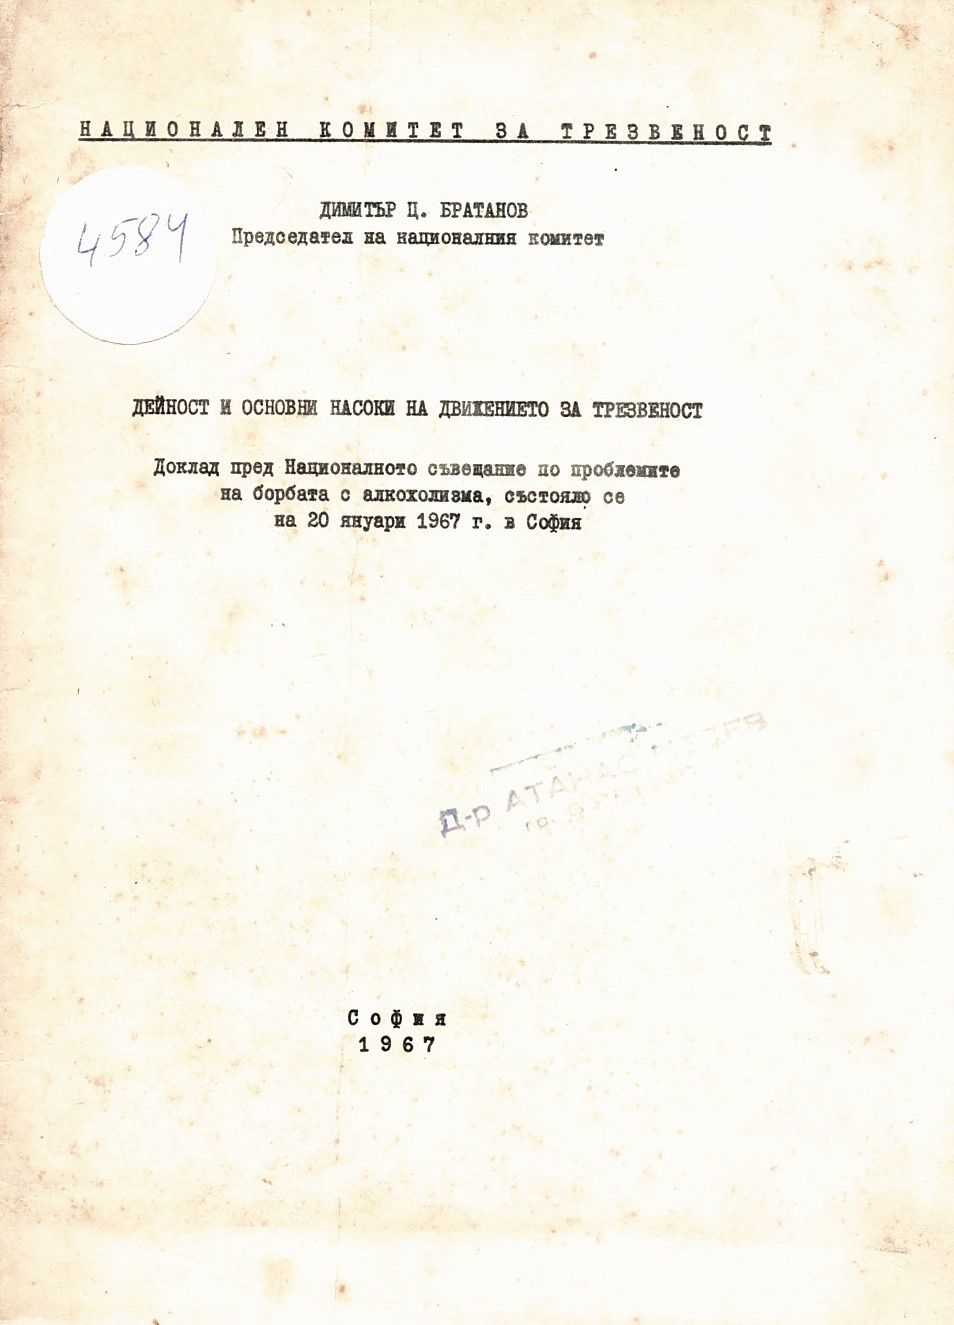 НАЦИОНАЛЕН КОМИТЕТ ЗА ТРЕЗВЕНОСТ
4584
ДИМИТЪР Ц. БРАТАНОВ
Председател на националния комитет
ДЕЙНОСТ И ОСНОВНИ НАСОКИ НА ДВИЖЕНИЕТО ЗА ТРЕЗВЕНОСТ
Доклад пред Националното съвещание по проблемите
на борбата с алкохолизма, състояло се
на 20 януари 1967 г. в София
Д-р АТАНАС
гр.
София
1967